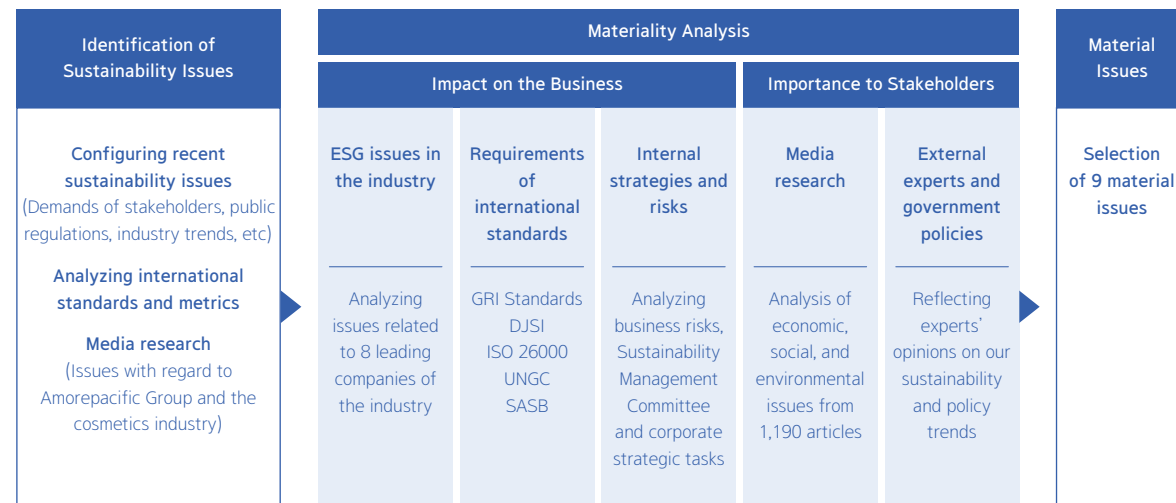 Identification of
Sustainability Issues
Configuring recent
sustainability issues
(Demands of stakeholders, public
regulations, industry trends, etc)
Analyzing international
standards and metrics
Media research
(Issues with regard to
Amorepacific Group and the
cosmetics industry)
Materiality Analysis
Impact on the Business
ESG issues in
the industry
Analyzing
issues related
to 8 leading
companies of
the industry
Requirements
of
international
standards
GRI Standards
DJSI
ISO 26000
UNGC
SASB
Internal
strategies and
risks
Analyzing
business risks,
Sustainability
Management
Committee
and corporate
strategic tasks
Importance to Stakeholders
Media
research
Analysis of
economic,
social, and
environmental
issues from
1,190 articles
External
experts and
government
policies
Reflecting
experts'
opinions on our
sustainability
and policy
trends
Material
Issues
Selection
of 9 material
issues